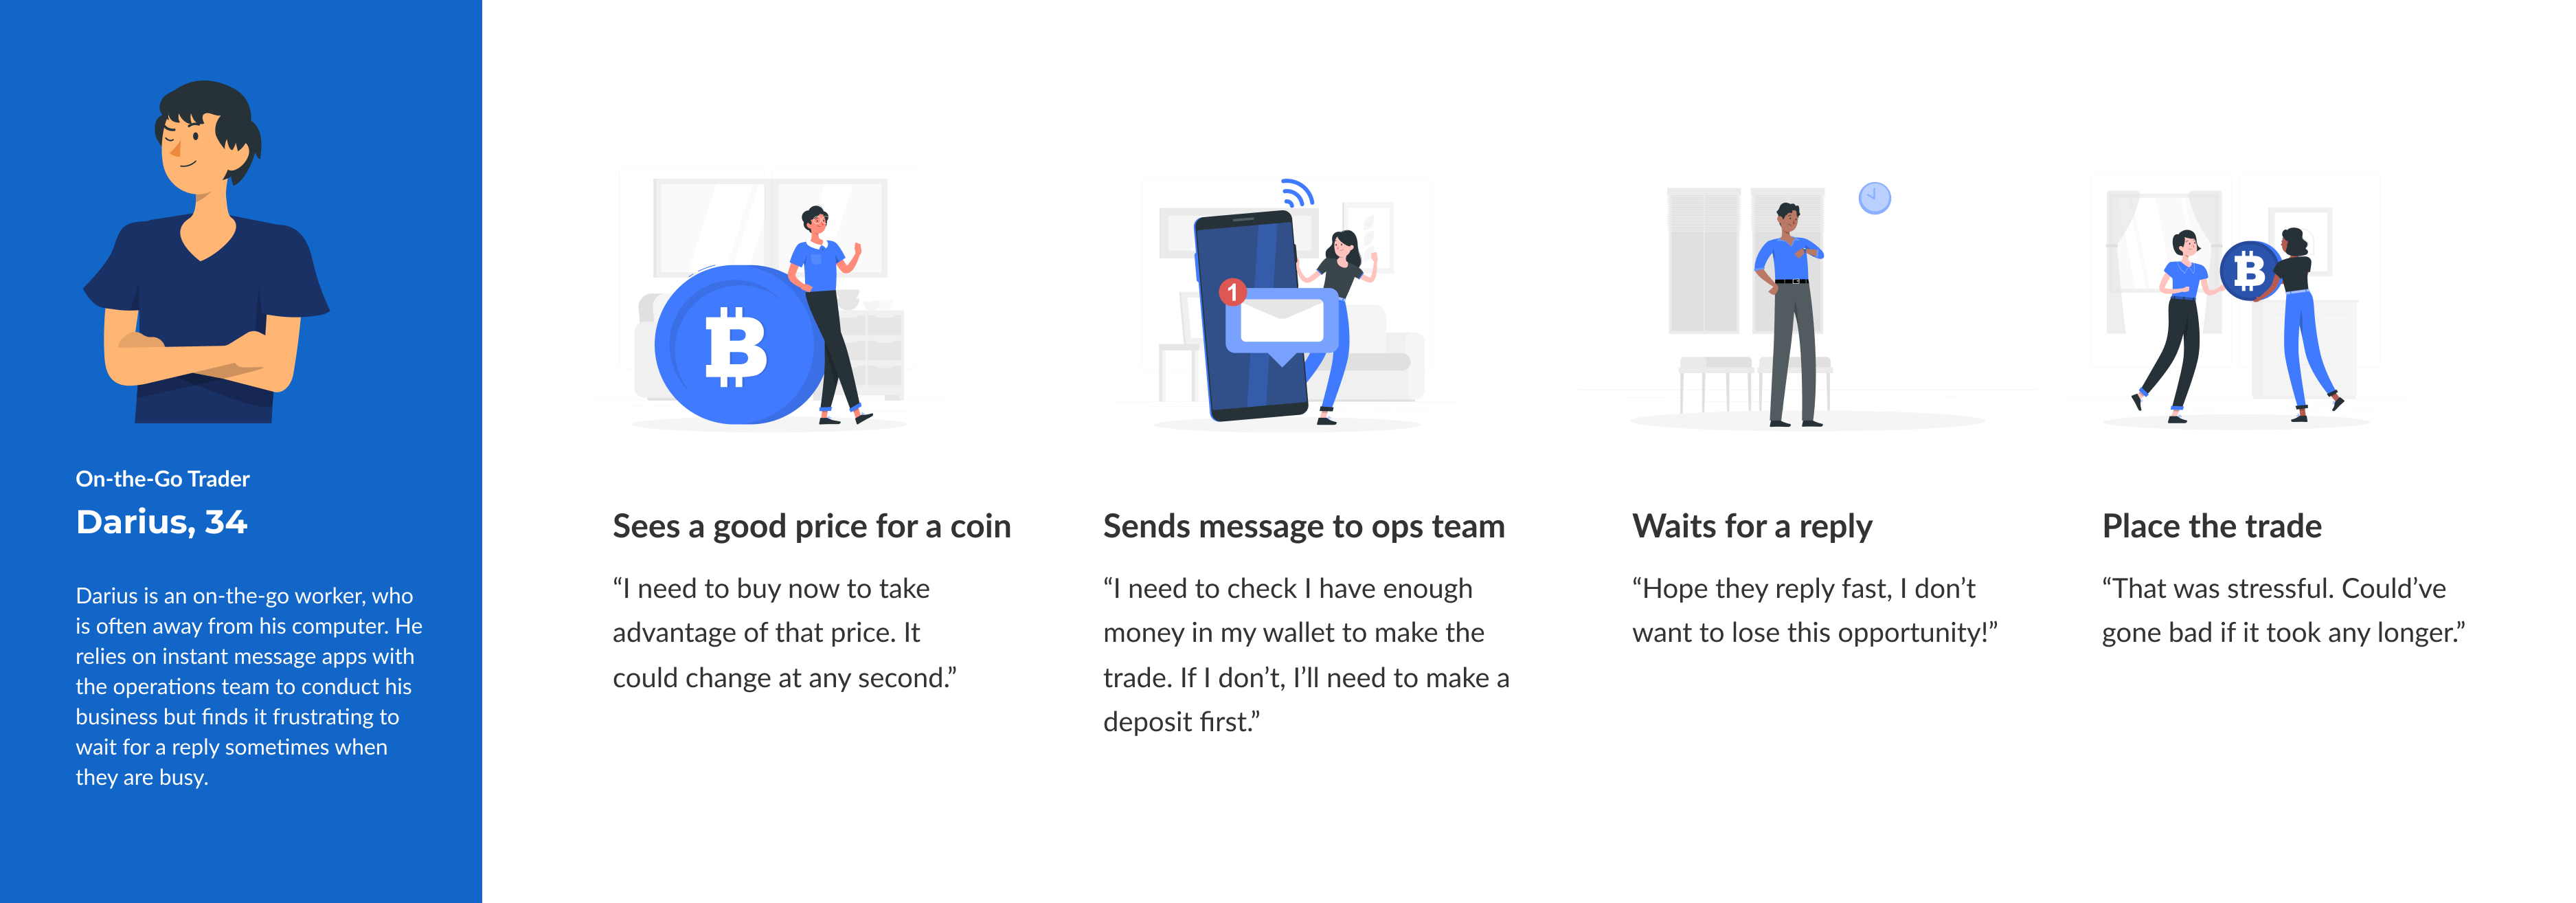 On-the-Go Trader
Darius, 34
Darius is an on-the-go worker, who
is often away from his computer. He
relies on instant message apps with
the operations team to conduct his
business but finds it frustrating to
wait for a reply sometimes when
they are busy.
Sees a good price for a coin
“I need to buy now to take
advantage of that price. It
could change at any second.”
1
Sends message to ops team
“I need to check I have enough
money in my wallet to make the
trade. If I don’t, I’ll need to make a
deposit first.”
Waits for a reply
“Hope they reply fast, I don’t
want to lose this opportunity!”
Place the trade
“That was stressful. Could’ve
gone bad if it took any longer.”